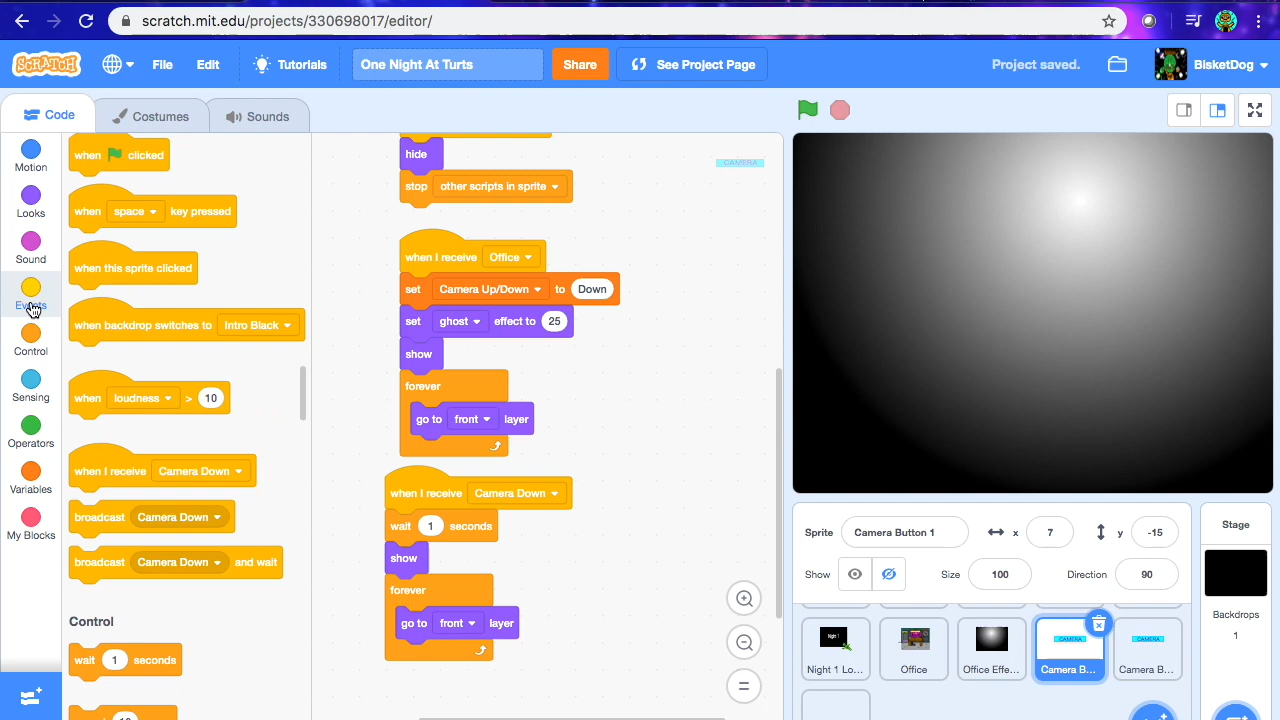 scratch.mit.edu/projects/330698017/editor/
SCRATCH
File
Edit
Tutorials
One Night At Turts
Share
See Project Page
Project saved.
BisketDog
Code
Costumes
Sounds
Motion
Looks
Sound
Events
Control
Sensing
Operators
Variables
My Blocks
when clicked
when space key pressed
when this sprite clicked
when backdrop switches to Intro Black
when loudness > 10
when I receive Camera Down
broadcast Camera Down
broadcast Camera Down and wait
Control
wait 1 seconds
10
hide
stop other scripts in sprite
when I receive Office
set Camera Up/Down to Down
set ghost effect to 25
show
forever
go to front layer
when I receive Camera Down
wait 1 seconds
show
forever
go to front layer
CAMERA
Sprite Camera Button 1 x 7 y -15
Show Size 100 Direction 90
Night 1
Night 1 Lo...
Office
Office Effe...
CAMERA
Camera B...
CAMERA
Camera B...
Stage
Backdrops
1